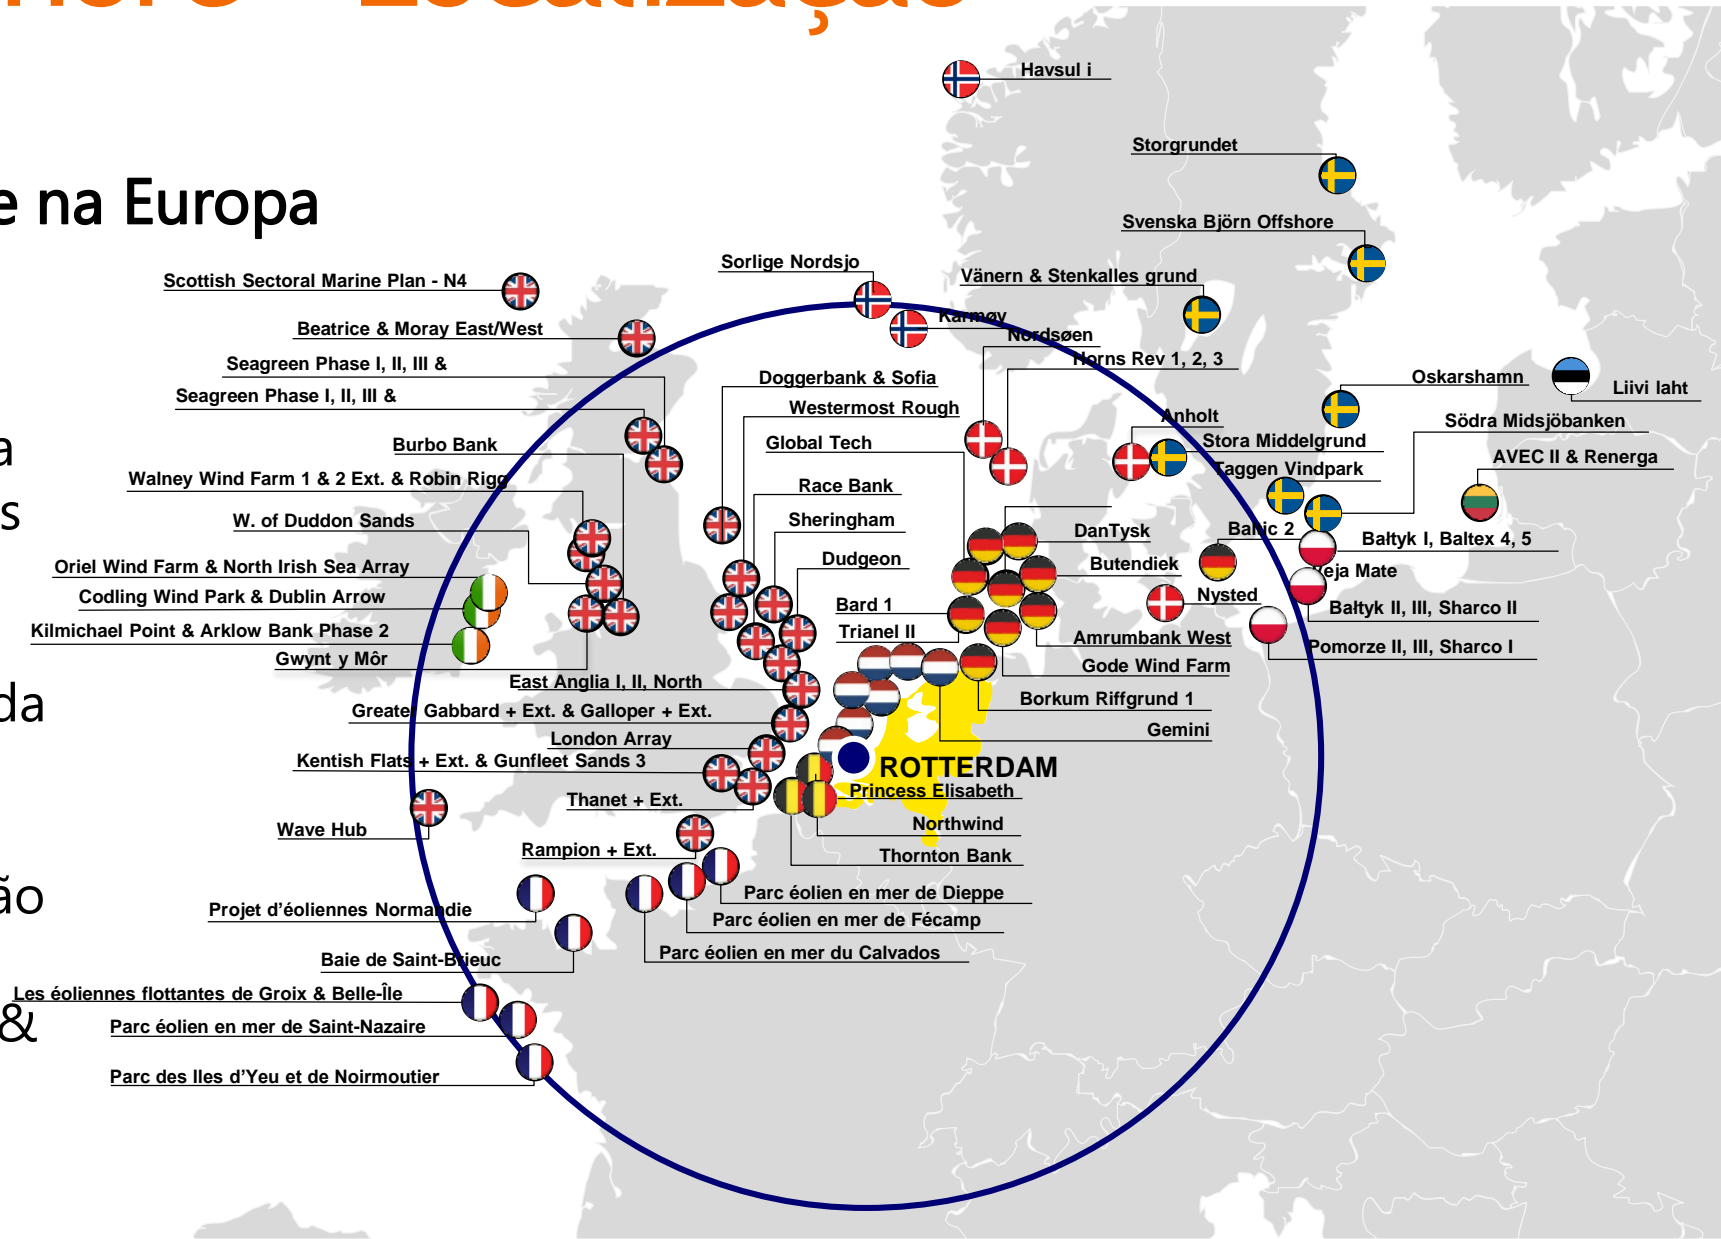 Localização
e na Europa
a
s
da
ão
&
Havsul i
Storgrundet
Svenska Björn Offshore
Sorlige Nordsjo
Vänern & Stenkalles grund
Scottish Sectoral Marine Plan - N4
Karmøy
Beatrice & Moray East/West
Nordsøen
Horns Rev 1, 2, 3
Seagreen Phase I, II, III &
Doggerbank & Sofia
Oskarshamn
Liivi laht
Seagreen Phase I, II, III &
Westermost Rough
Anholt
Södra Midsjöbanken
Burbo Bank
Global Tech
Stora Middelgrund
AVEC II & Renerga
Taggen Vindpark
Walney Wind Farm 1 & 2 Ext. & Robin Rigg
Race Bank
W. of Duddon Sands
Sheringham
DanTysk
Baltic 2
Bałtyk I, Baltex 4, 5
Oriel Wind Farm & North Irish Sea Array
Dudgeon
Butendiek
Veja Mate
Codling Wind Park & Dublin Arrow
Bard 1
Nysted
Bałtyk II, III, Sharco II
Kilmichael Point & Arklow Bank Phase 2
Trianel II
Amrumbank West
Pomorze II, III, Sharco I
Gwynt y Môr
Gode Wind Farm
East Anglia I, II, North
Borkum Riffgrund 1
Greater Gabbard + Ext. & Galloper + Ext.
Gemini
London Array
Kentish Flats + Ext. & Gunfleet Sands 3
ROTTERDAM
Thanet + Ext.
Princess Elisabeth
Wave Hub
Northwind
Rampion + Ext.
Thornton Bank
Parc éolien en mer de Dieppe
Projet d’éoliennes Normandie
Parc éolien en mer de Fécamp
Baie de Saint-Brieuc
Parc éolien en mer du Calvados
Les éoliennes flottantes de Groix & Belle-Île
Parc éolien en mer de Saint-Nazaire
Parc des Iles d’Yeu et de Noirmoutier